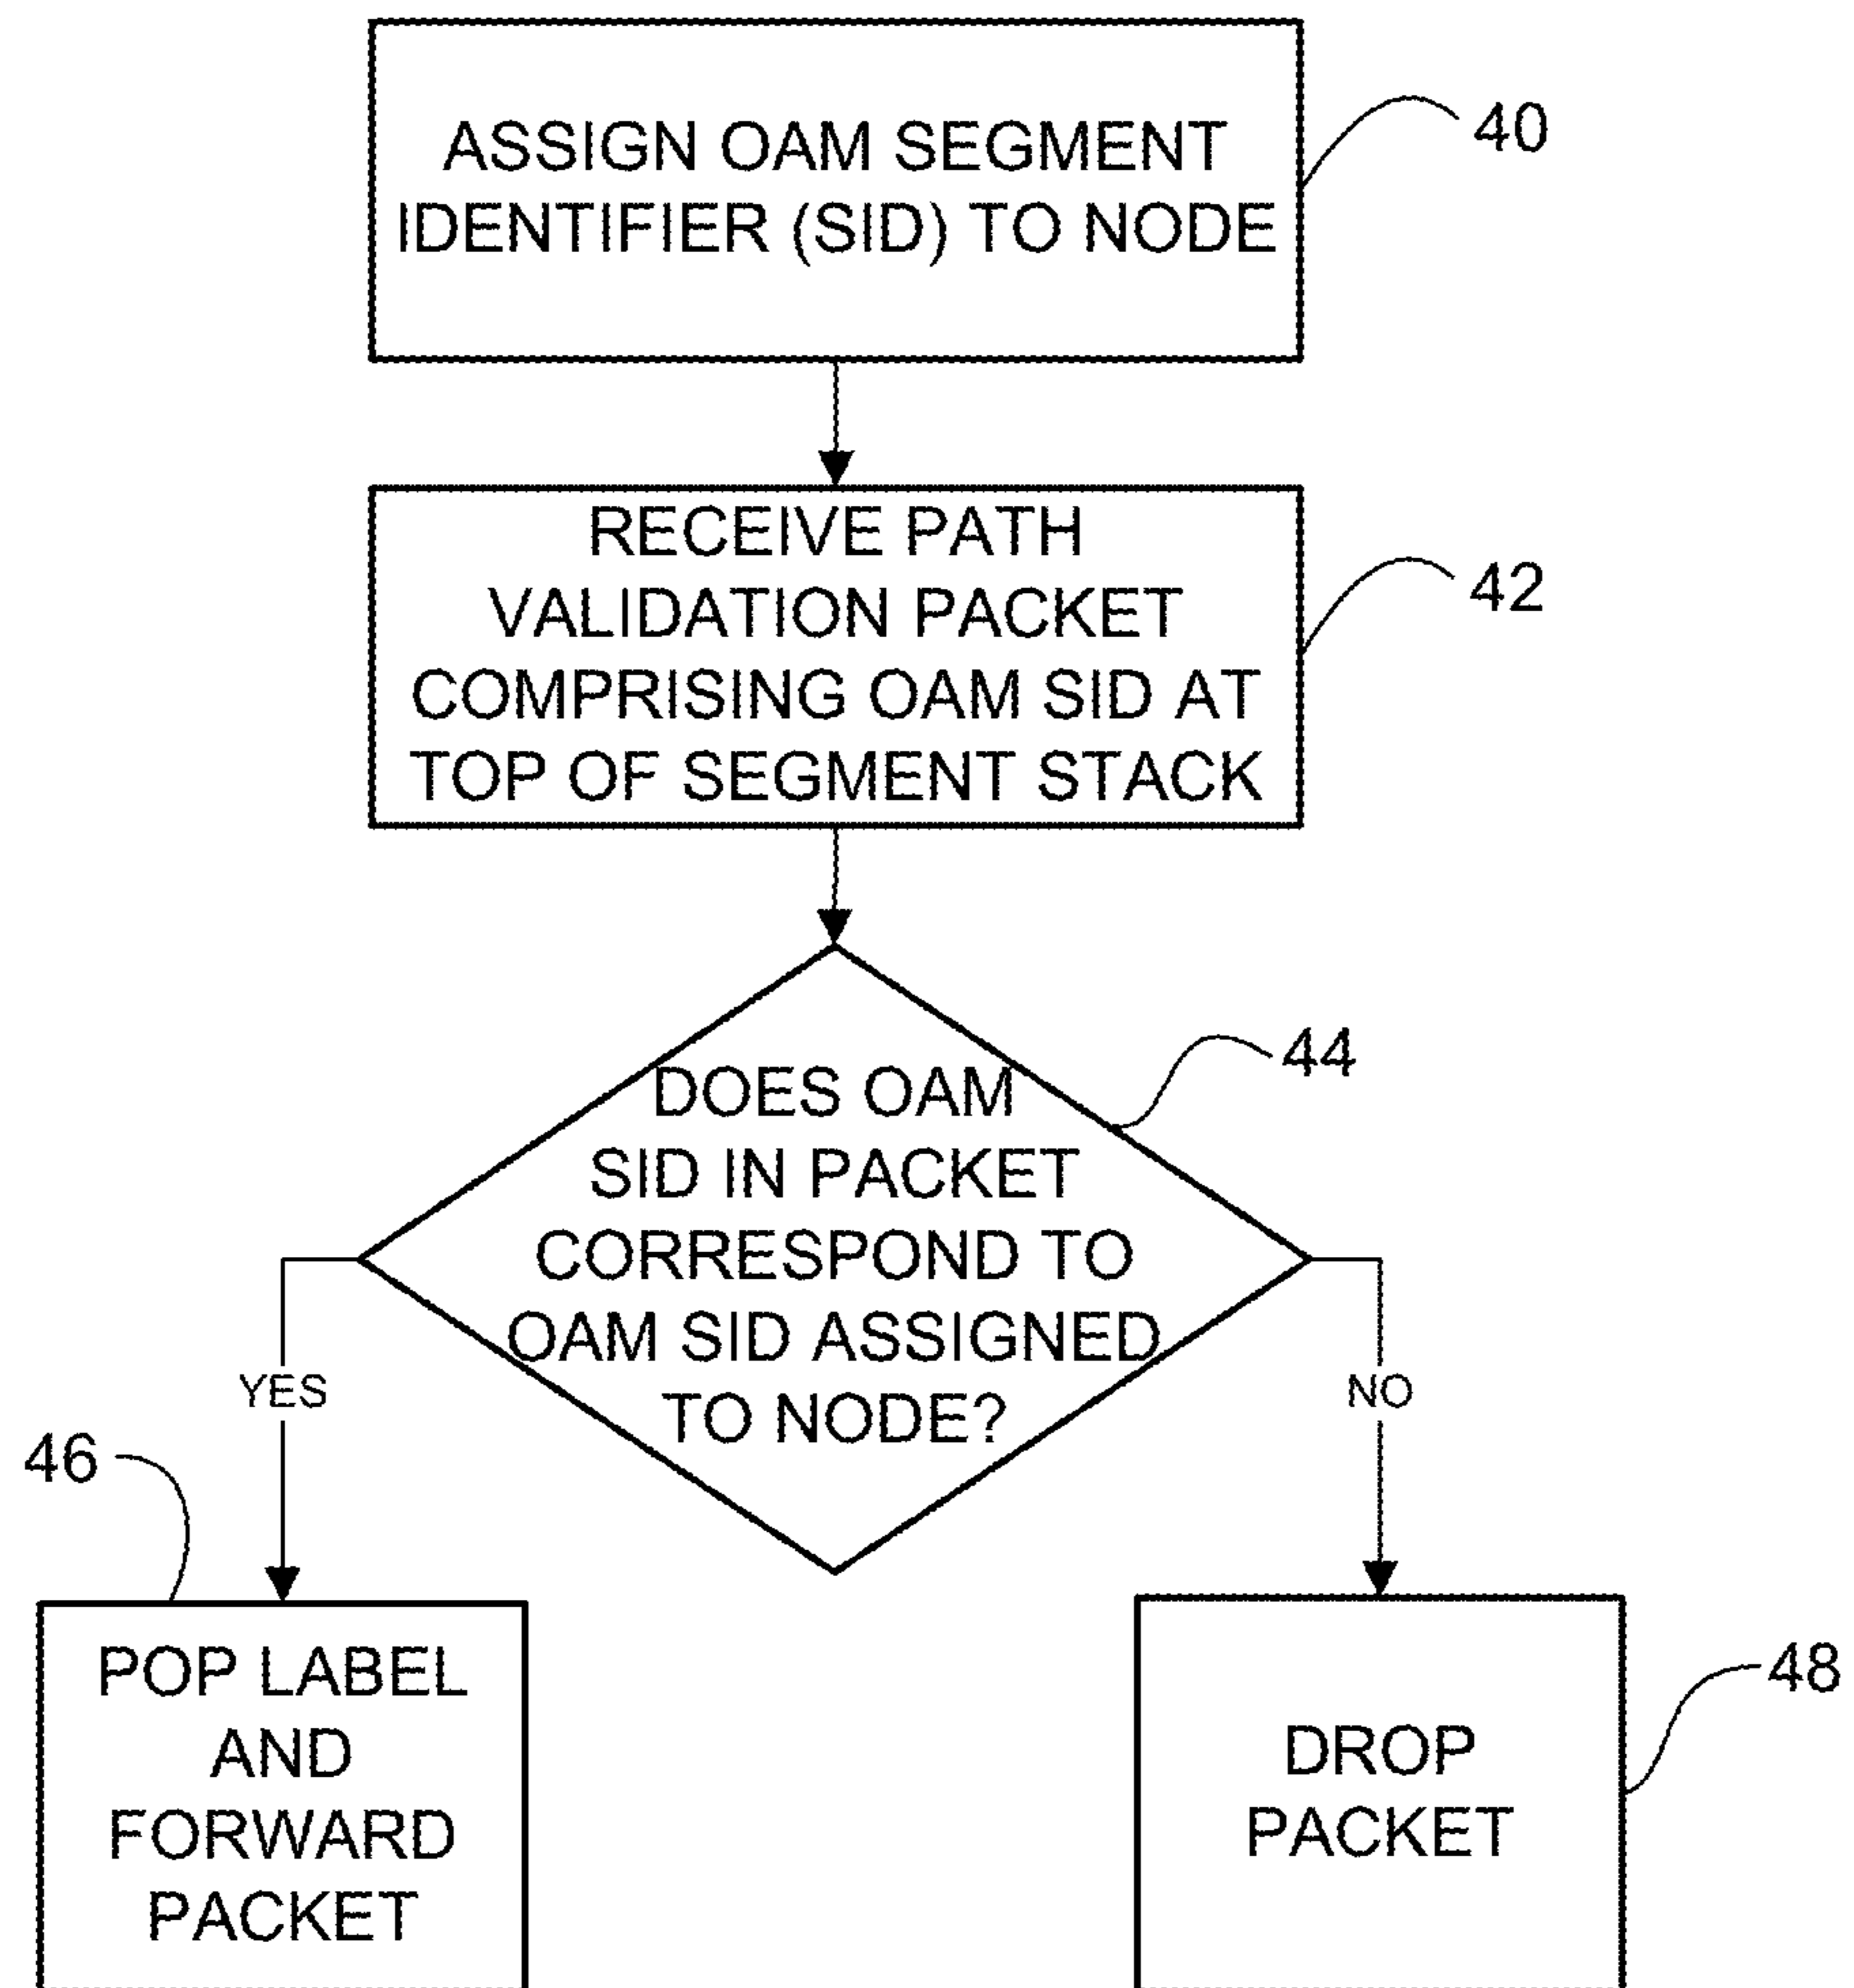 ASSIGN OAM SEGMENT
IDENTIFIER (SID) TO NODE
40
RECEIVE PATH
VALIDATION PACKET
COMPRISING OAM SID AT
TOP OF SEGMENT STACK
42
DOES OAM
SID IN PACKET
CORRESPOND TO
OAM SID ASSIGNED
TO NODE?
44
YES
NO
46
POP LABEL
AND
FORWARD
PACKET
DROP
PACKET
48